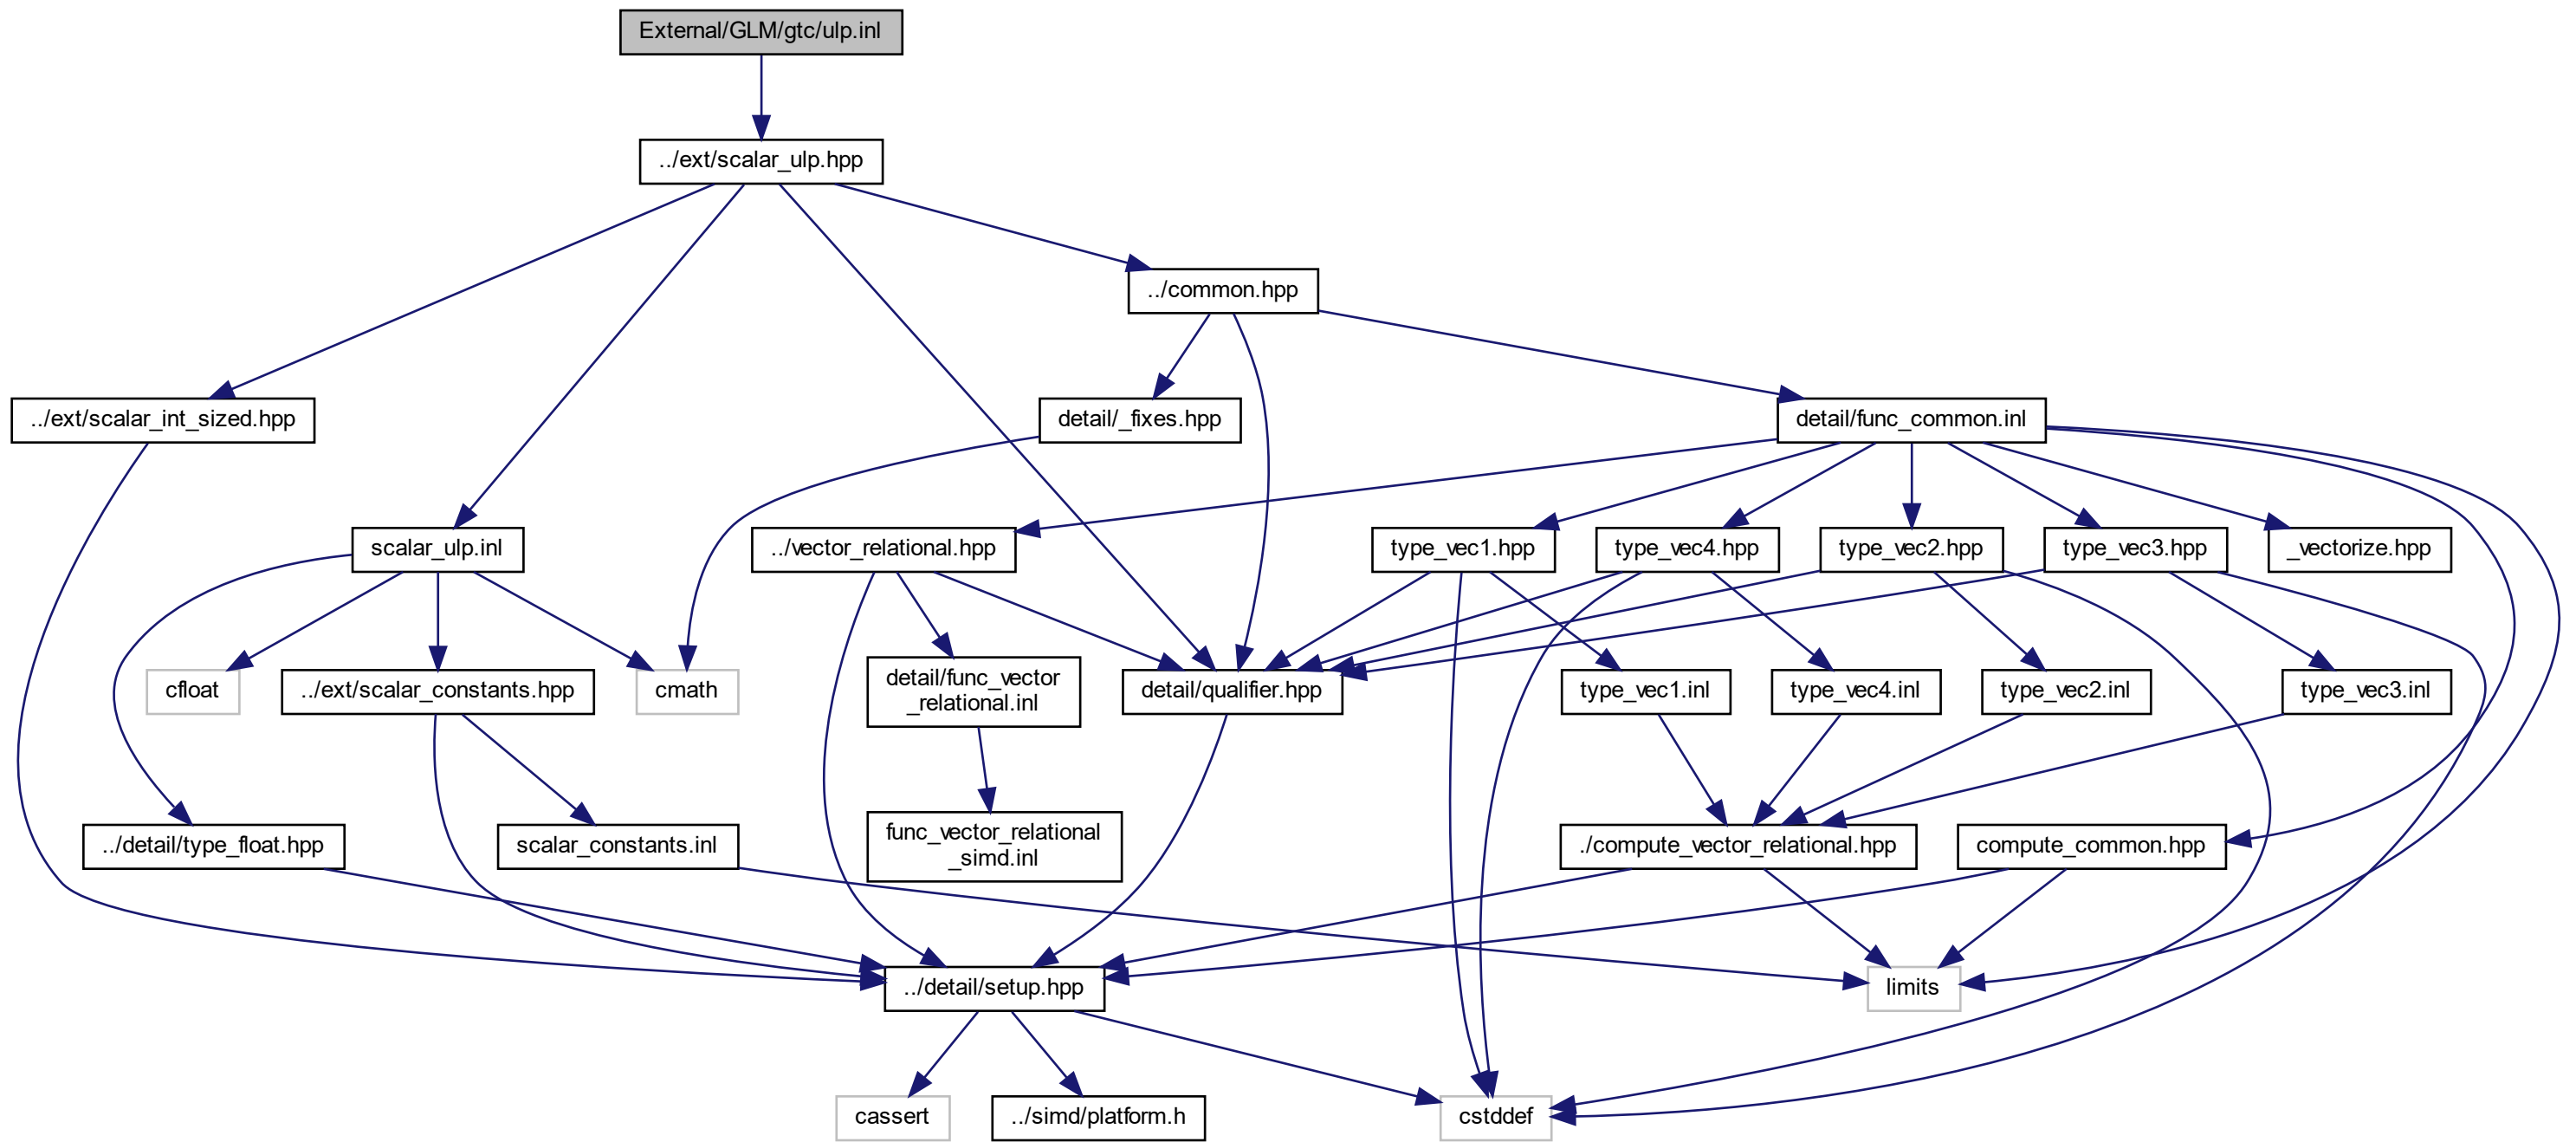 External/GLM/gtc/ulp.inl
../ext/scalar_ulp.hpp
../common.hpp
../ext/scalar_int_sized.hpp
detail/_fixes.hpp
detail/func_common.inl
scalar_ulp.inl
../vector_relational.hpp
type_vec1.hpp
type_vec4.hpp
type_vec2.hpp
type_vec3.hpp
_vectorize.hpp
cfloat
../ext/scalar_constants.hpp
cmath
detail/func_vector
_relational.inl
detail/qualifier.hpp
type_vec1.inl
type_vec4.inl
type_vec2.inl
type_vec3.inl
../detail/type_float.hpp
scalar_constants.inl
func_vector_relational
_simd.inl
./compute_vector_relational.hpp
compute_common.hpp
../detail/setup.hpp
limits
cassert
../simd/platform.h
cstddef